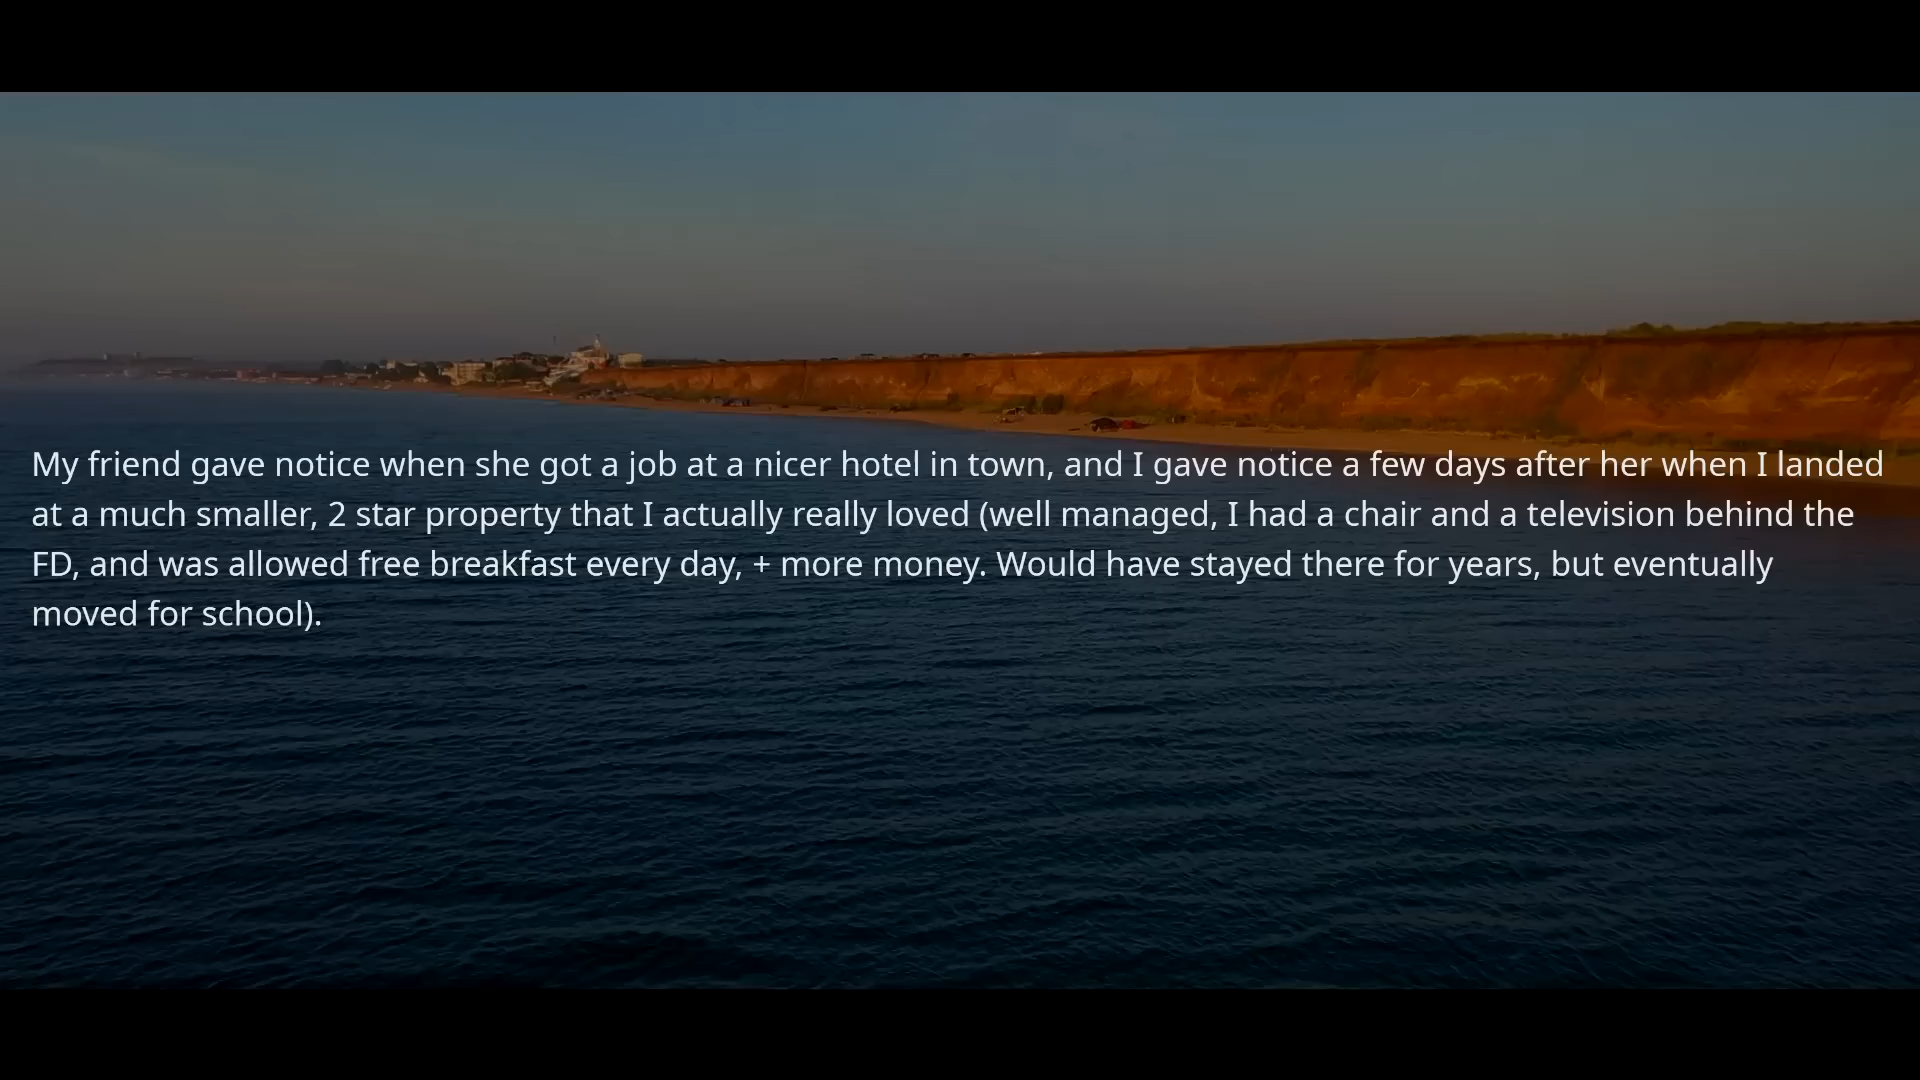 My friend gave notice when she got a job at a nicer hotel in town, and I gave notice a few days after her when I landed
at a much smaller, 2 star property that I actually really loved (well managed, I had a chair and a television behind the
FD, and was allowed free breakfast every day, + more money. Would have stayed there for years, but eventually
moved for school).